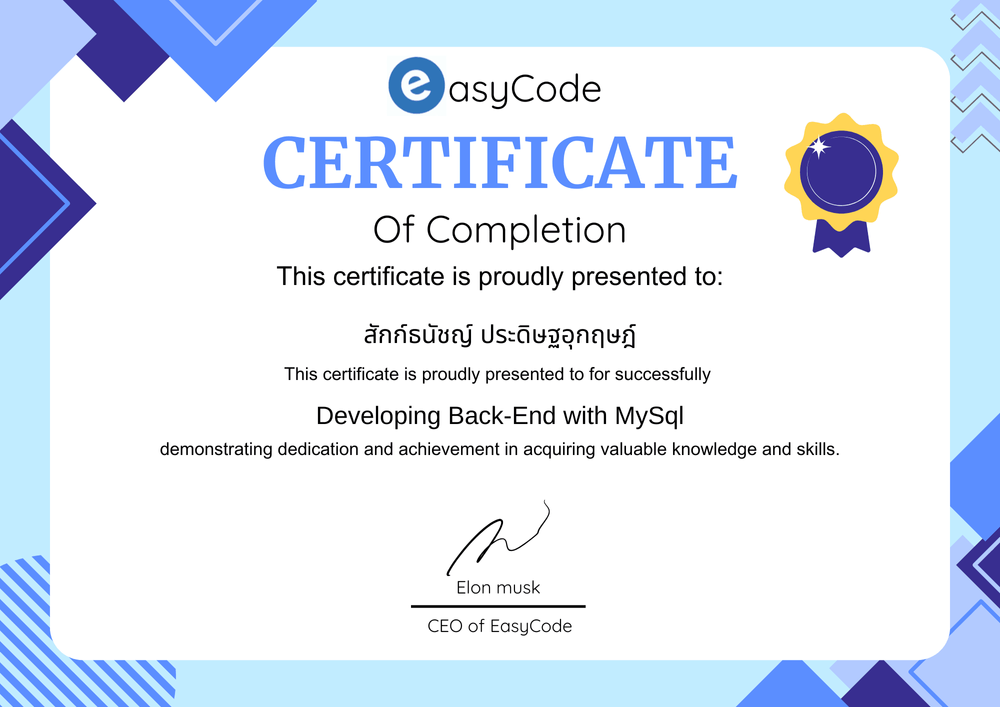 easyCode
CERTIFICATE
Of Completion
This certificate is proudly presented to:
สักก์ธนัชญ์ ประดิษฐอุกฤษฎ์
This certificate is proudly presented to for successfully
Developing Back-End with MySql
demonstrating dedication and achievement in acquiring valuable knowledge and skills.
Elon musk
CEO of EasyCode